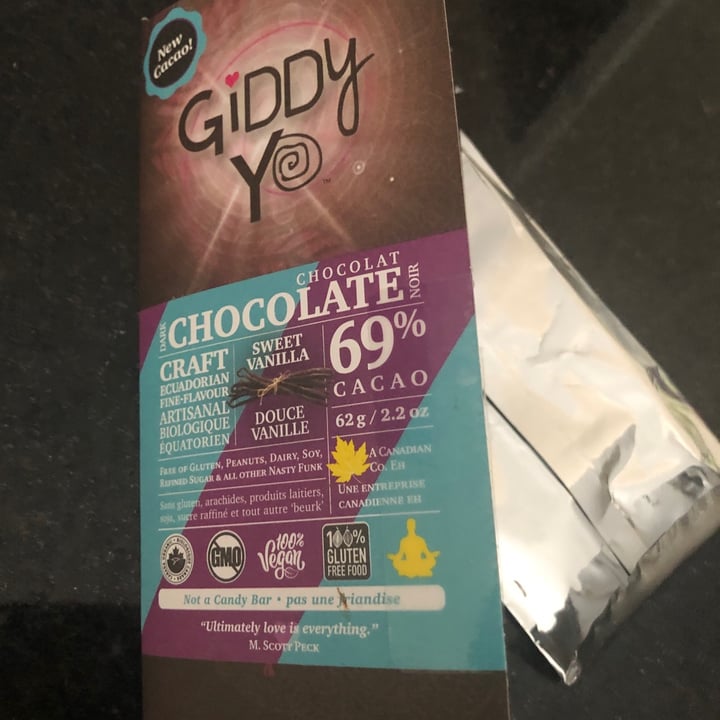 New
Cacao!
GiDDY
YO ™
CHOCOLAT
DARK CHOCOLATE NOIR
CRAFT
ECUADORIAN
FINE-FLAVOUR
ARTISANAL
BIOLOGIQUE
ÉQUATORIEN
SWEET
VANILLA
DOUCE
VANILLE
69%
CACAO
62 g / 2.2 oz
FREE OF GLUTEN, PEANUTS, DAIRY, SOY,
REFINED SUGAR & ALL OTHER NASTY FUNK
Sans gluten, arachides, produits laitiers,
soja, sucre raffiné et tout autre 'beurk'
A CANADIAN
CO. EH
UNE ENTREPRISE
CANADIENNE EH
GMO
100%
Vegan
100%
GLUTEN
FREE FOOD
Not a Candy Bar • pas une friandise
“Ultimately love is everything.”
M. SCOTT PECK